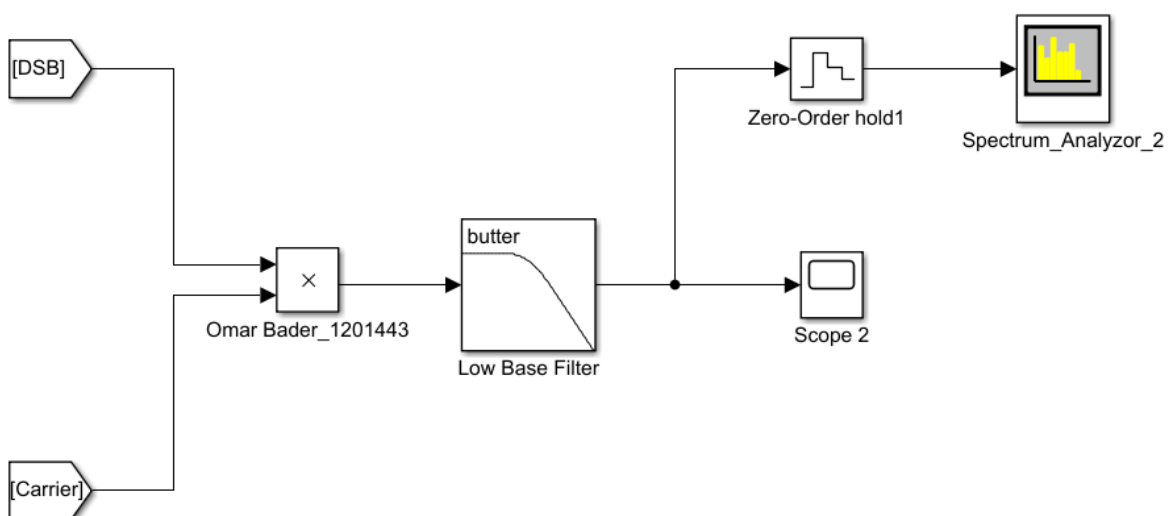 [DSB]
Zero-Order hold1
Spectrum_Analyzor_2
butter
×
Omar Bader_1201443
Low Base Filter
Scope 2
[Carrier]